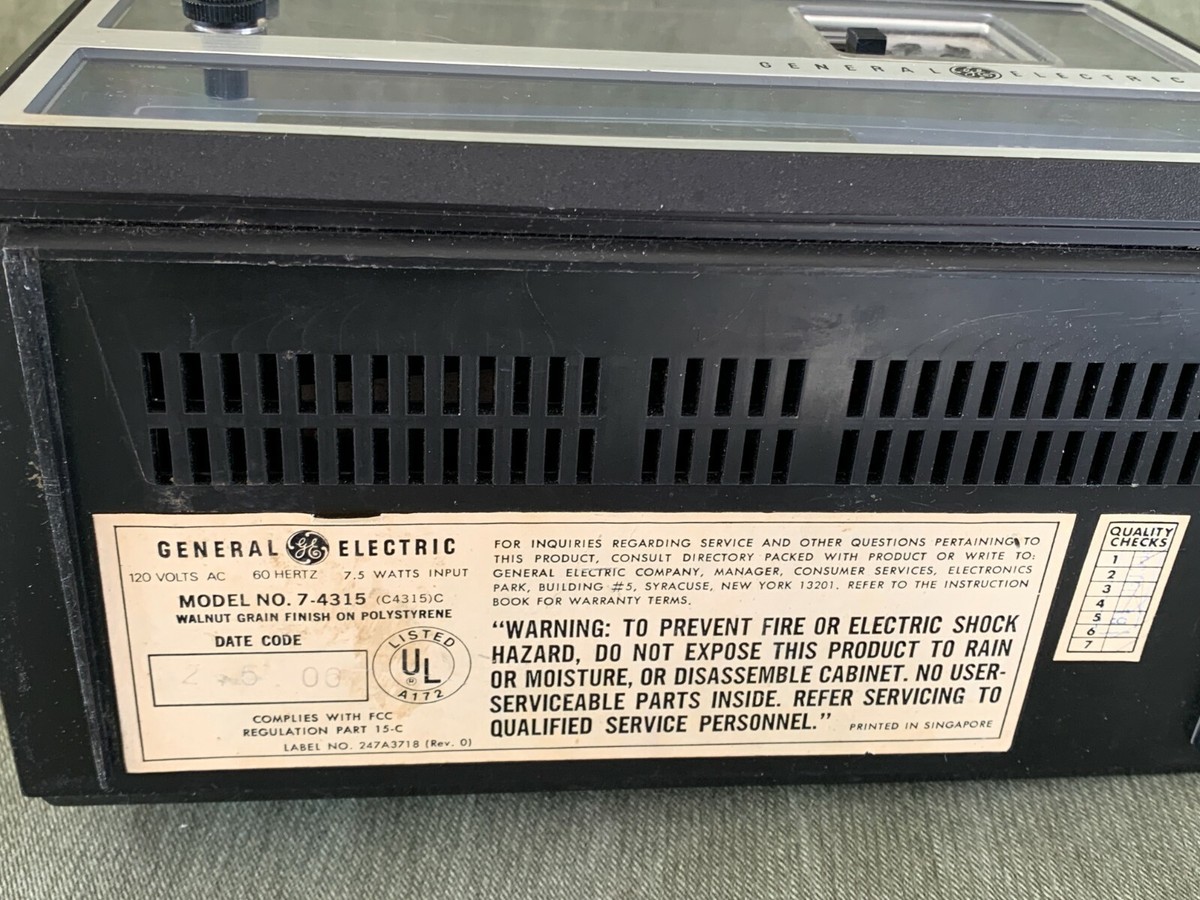 GENERAL GE ELECTRIC
GENERAL GE ELECTRIC
120 VOLTS AC 60 HERTZ 7.5 WATTS INPUT
MODEL NO. 7-4315 (C4315)C
WALNUT GRAIN FINISH ON POLYSTYRENE
DATE CODE
LISTED
UL
®
A172
COMPLIES WITH FCC
REGULATION PART 15-C
LABEL NO. 247A3718 (Rev. 0)
FOR INQUIRIES REGARDING SERVICE AND OTHER QUESTIONS PERTAINING TO
THIS PRODUCT, CONSULT DIRECTORY PACKED WITH PRODUCT OR WRITE TO:
GENERAL ELECTRIC COMPANY, MANAGER, CONSUMER SERVICES, ELECTRONICS
PARK, BUILDING #5, SYRACUSE, NEW YORK 13201. REFER TO THE INSTRUCTION
BOOK FOR WARRANTY TERMS.
“WARNING: TO PREVENT FIRE OR ELECTRIC SHOCK
HAZARD, DO NOT EXPOSE THIS PRODUCT TO RAIN
OR MOISTURE, OR DISASSEMBLE CABINET. NO USER-
SERVICEABLE PARTS INSIDE. REFER SERVICING TO
QUALIFIED SERVICE PERSONNEL.” PRINTED IN SINGAPORE
QUALITY
CHECKS
1
2
3
4
5
6
7